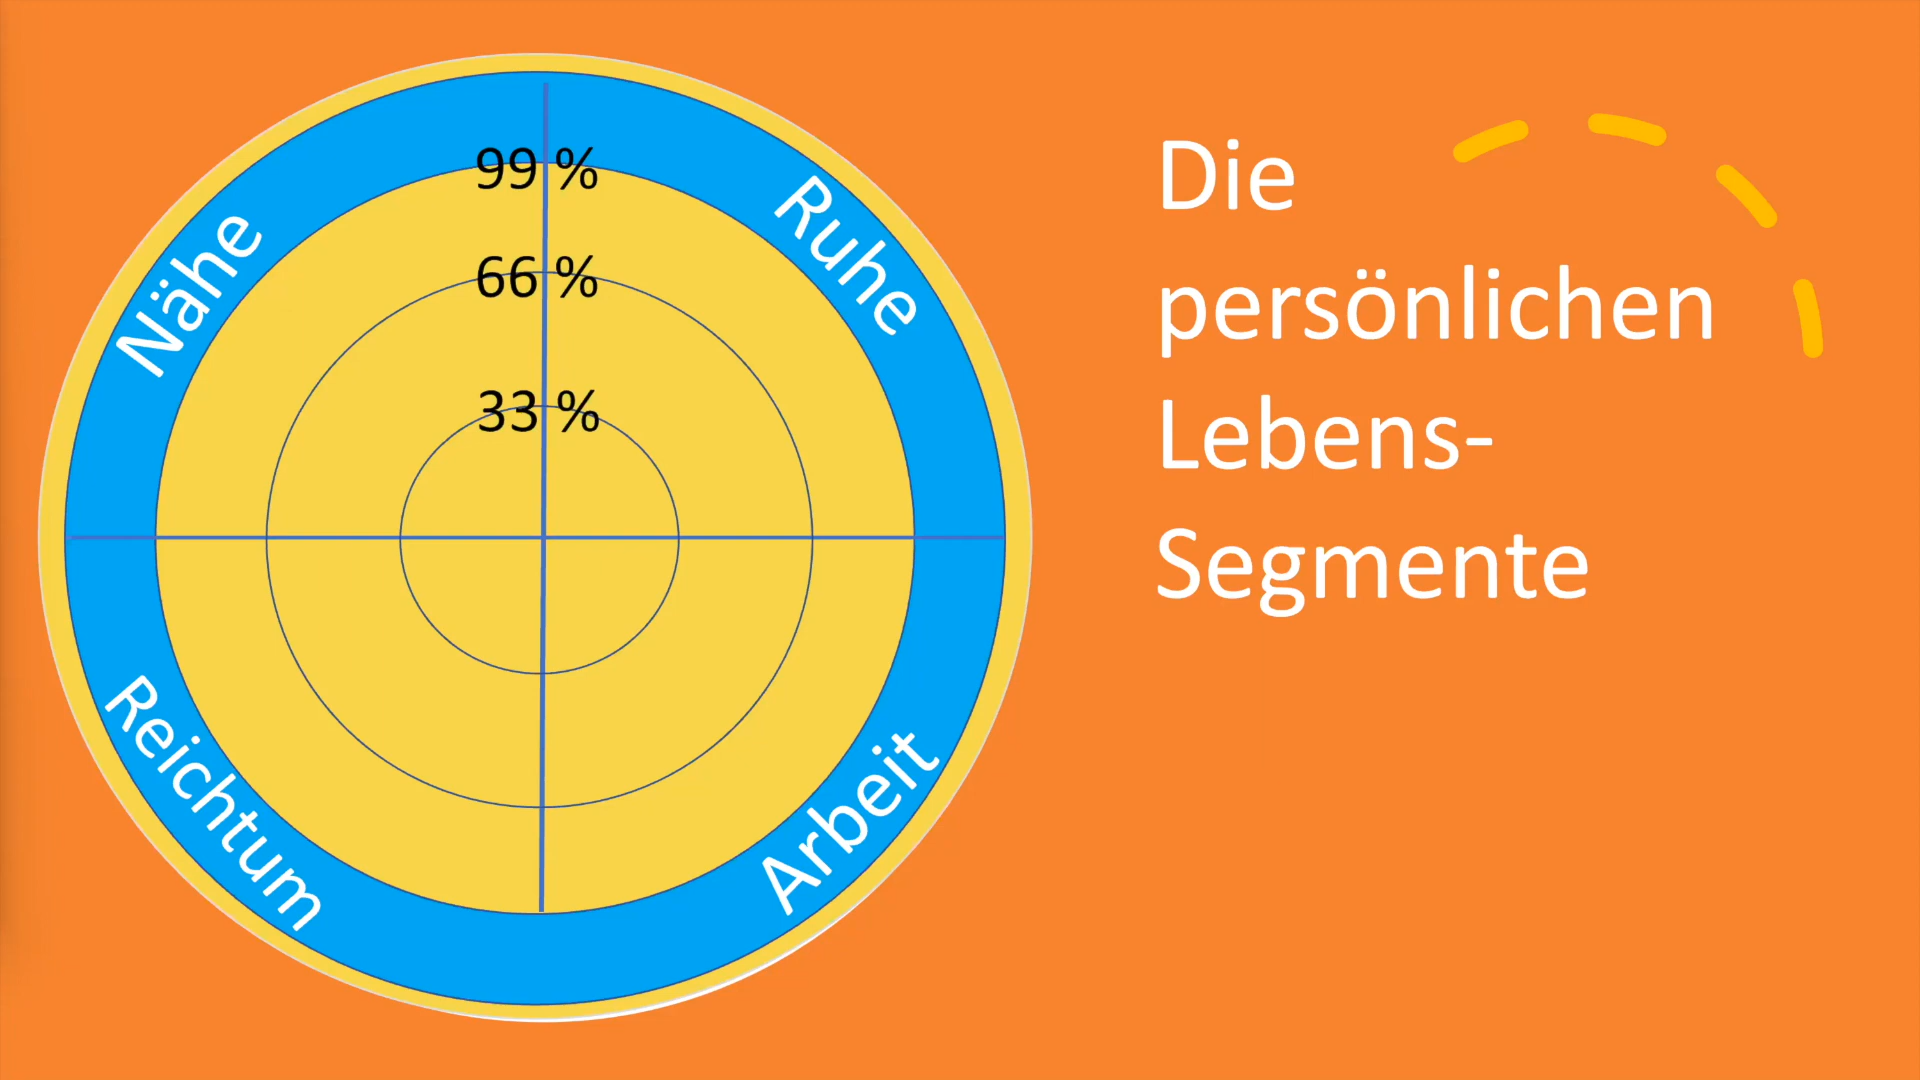 99 %
66 %
33 %
Nähe
Ruhe
Reichtum
Arbeit
Die
persönlichen
Lebens-
Segmente